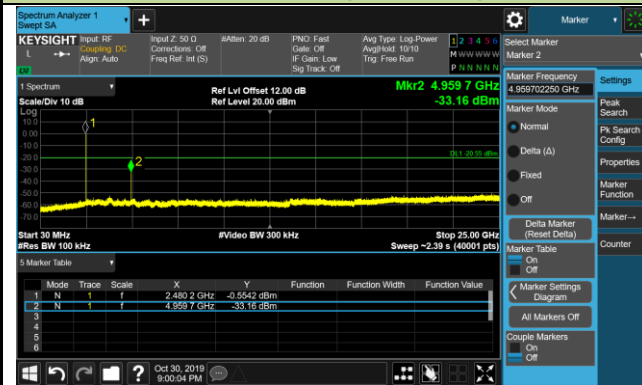 Spectrum Analyzer 1
Swept SA
+
Marker
KEYSIGHT
L
Input: RF
Coupling: DC
Align: Auto
Input Z: 50 Ω
Corrections: Off
Freq Ref: Int (S)
#Atten: 20 dB
PNO: Fast
Gate: Off
IF Gain: Low
Sig Track: Off
Avg Type: Log-Power
Avg|Hold: 10/10
Trig: Free Run
1 2 3 4 5 6
M W W W W W
P N N N N N
Select Marker
Marker 2
1 Spectrum
Scale/Div 10 dB
Log
Ref Lvl Offset 12.00 dB
Ref Level 20.00 dBm
Mkr2 4.959 7 GHz
-33.16 dBm
10.0
0.00
-10.0
-20.0
-30.0
-40.0
-50.0
-60.0
-70.0
1
2
DL1 -20.55 dBm
Start 30 MHz
#Res BW 100 kHz
#Video BW 300 kHz
Stop 25.00 GHz
Sweep ~2.39 s (40001 pts)
5 Marker Table
Mode Trace Scale X Y Function Function Width Function Value
1 N 1 f 2.480 2 GHz -0.5542 dBm
2 N 1 f 4.959 7 GHz -33.16 dBm
3
4
5
6
Marker Frequency
4.959702250 GHz
Marker Mode
Normal
Delta (Δ)
Fixed
Off
Delta Marker
(Reset Delta)
Marker Table
On
Off
Marker Settings
Diagram
All Markers Off
Couple Markers
On
Off
Settings
Peak
Search
Pk Search
Config
Properties
Marker
Function
Marker→
Counter
?
Oct 30, 2019
9:00:04 PM